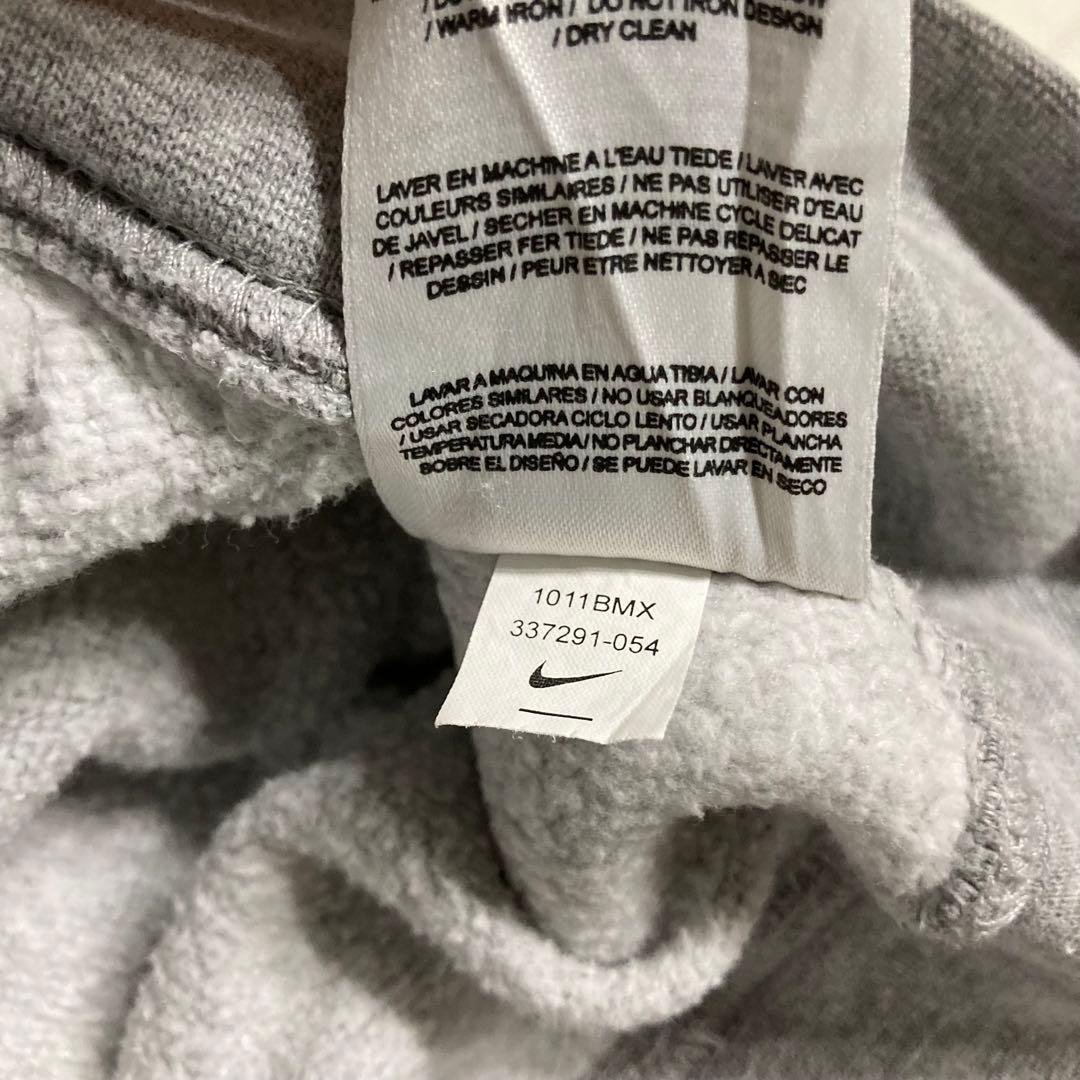 / WARM IRON / DO NOT IRON DESIGN
/ DRY CLEAN
LAVER EN MACHINE A L'EAU TIEDE / LAVER AVEC
COULEURS SIMILAIRES / NE PAS UTILISER D'EAU
DE JAVEL / SECHER EN MACHINE CYCLE DELICAT
/ REPASSER FER TIEDE / NE PAS REPASSER LE
DESSIN / PEUR ETRE NETTOYER A SEC
LAVAR A MAQUINA EN AGUA TIBIA / LAVAR CON
COLORES SIMILARES / NO USAR BLANQUEADORES
/ USAR SECADORA CICLO LENTO / USAR PLANCHA
TEMPERATURA MEDIA / NO PLANCHAR DIRECTAMENTE
SOBRE EL DISEÑO / SE PUEDE LAVAR EN SECO
1011BMX
337291-054